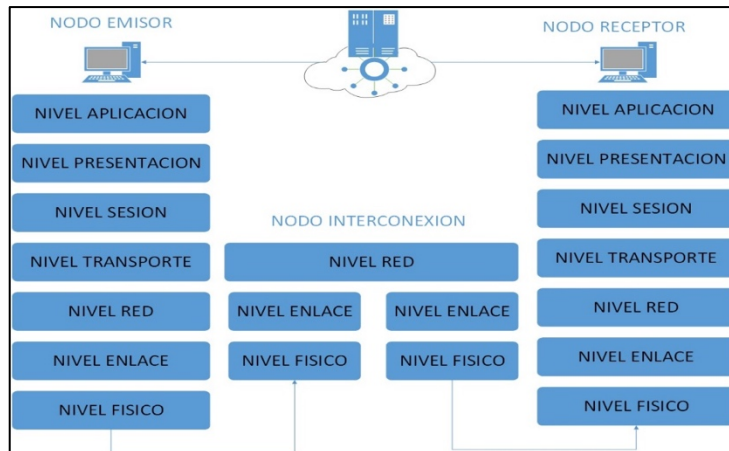 NODO EMISOR
NODO RECEPTOR
NIVEL APLICACION
NIVEL PRESENTACION
NIVEL SESION
NIVEL TRANSPORTE
NIVEL RED
NIVEL ENLACE
NIVEL FISICO
NODO INTERCONEXION
NIVEL RED
NIVEL ENLACE
NIVEL ENLACE
NIVEL FISICO
NIVEL FISICO
NIVEL APLICACION
NIVEL PRESENTACION
NIVEL SESION
NIVEL TRANSPORTE
NIVEL RED
NIVEL ENLACE
NIVEL FISICO